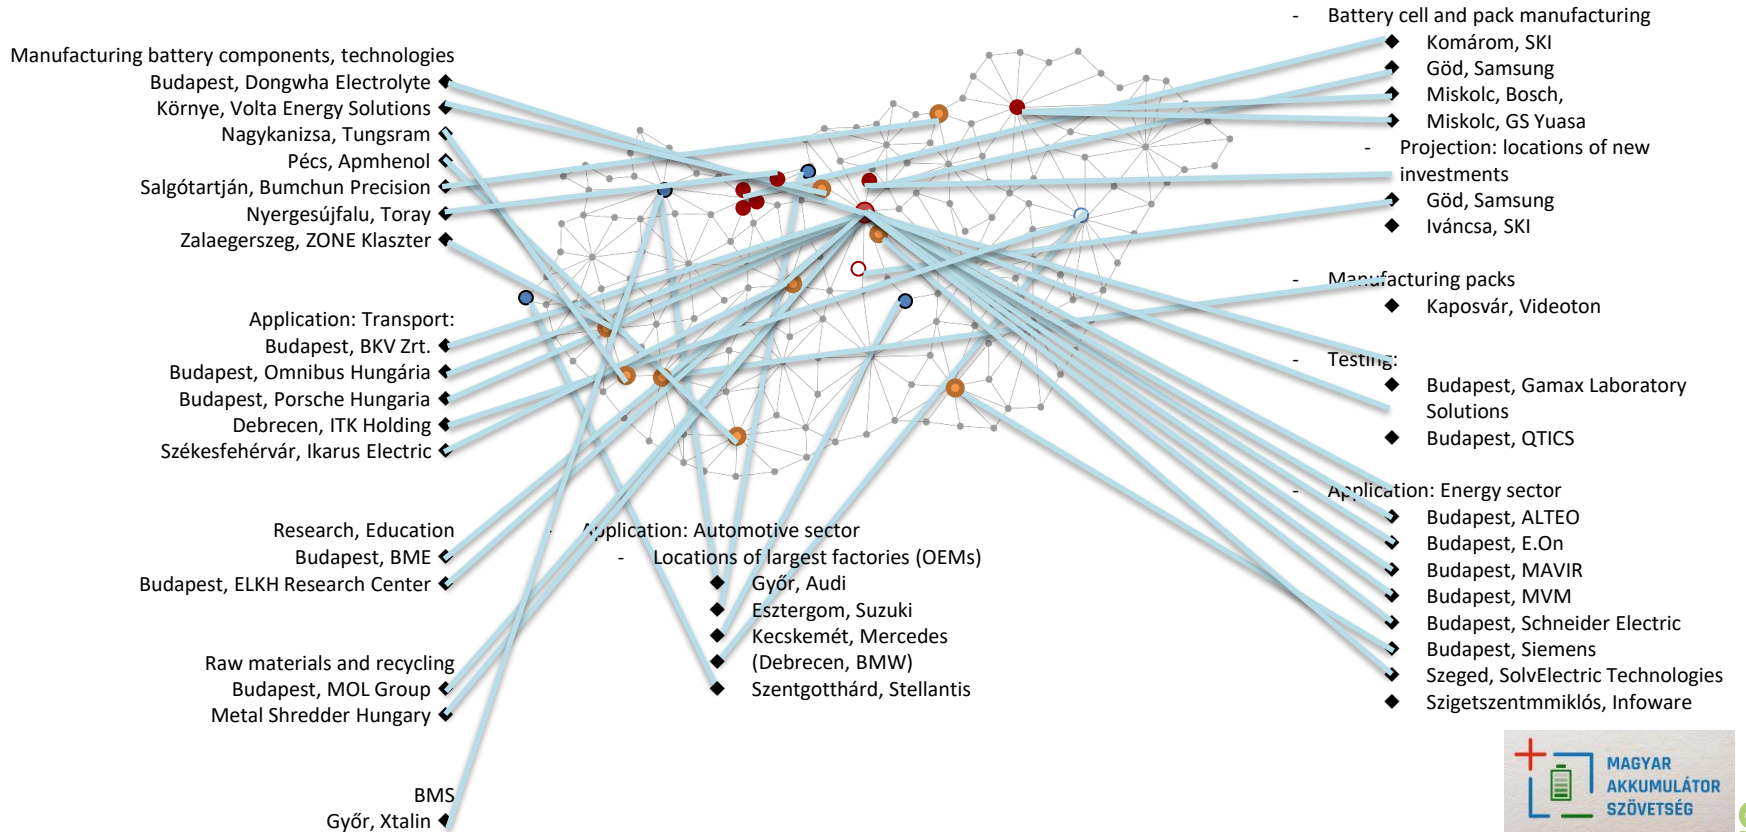 Manufacturing battery components, technologies
Budapest, Dongwha Electrolyte
Környe, Volta Energy Solutions
Nagykanizsa, Tungsram
Pécs, Apmhenol
Salgótartján, Bumchun Precision
Nyergesújfalu, Toray
Zalaegerszeg, ZONE Klaszter
Application: Transport:
Budapest, BKV Zrt.
Budapest, Omnibus Hungária
Budapest, Porsche Hungaria
Debrecen, ITK Holding
Székesfehérvár, Ikarus Electric
Research, Education
Budapest, BME
Budapest, ELKH Research Center
Raw materials and recycling
Budapest, MOL Group
Metal Shredder Hungary
BMS
Győr, Xtalin
- Application: Automotive sector
- Locations of largest factories (OEMs)
Győr, Audi
Esztergom, Suzuki
Kecskemét, Mercedes
(Debrecen, BMW)
Szentgotthárd, Stellantis
- Battery cell and pack manufacturing
Komárom, SKI
Göd, Samsung
Miskolc, Bosch,
Miskolc, GS Yuasa
- Projection: locations of new
investments
Göd, Samsung
Iváncsa, SKI
- Manufacturing packs
Kaposvár, Videoton
- Testing:
Budapest, Gamax Laboratory
Solutions
Budapest, QTICS
- Application: Energy sector
Budapest, ALTEO
Budapest, E.On
Budapest, MAVIR
Budapest, MVM
Budapest, Schneider Electric
Budapest, Siemens
Szeged, SolvElectric Technologies
Szigetszentmmiklós, Infoware
MAGYAR
AKKUMULÁTOR
SZÖVETSÉG